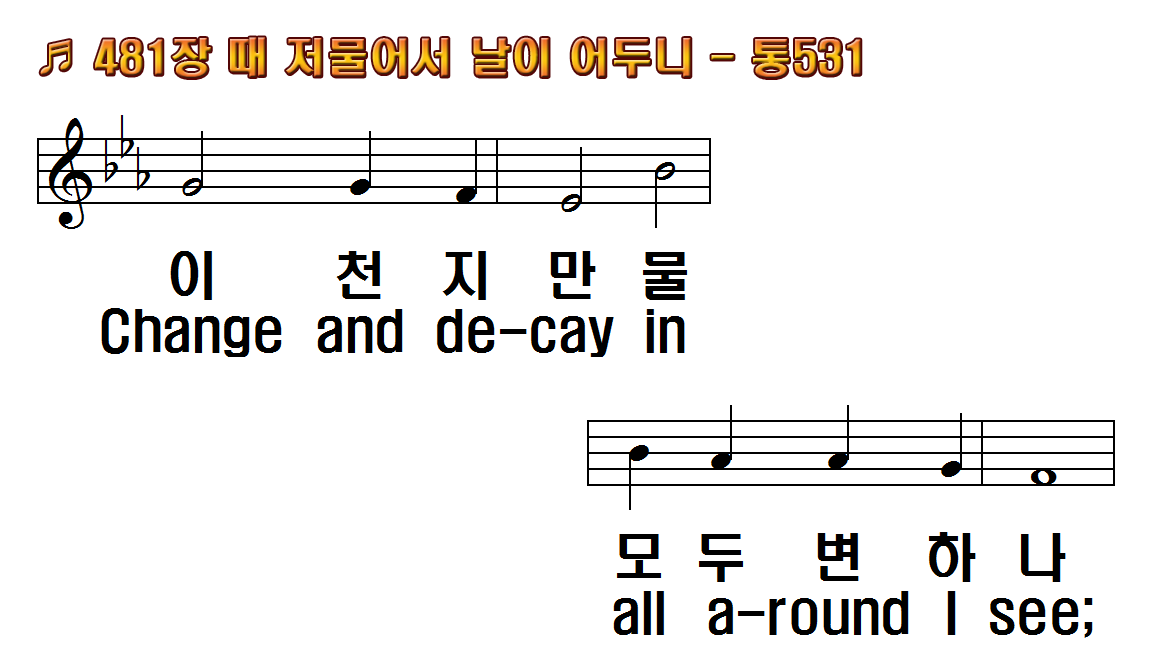 ♬ 481장 때 저물어서 날이 어두니 - 통531
이 천 지 만 물
Change and de-cay in
모 두 변 하 나
all a-round I see;